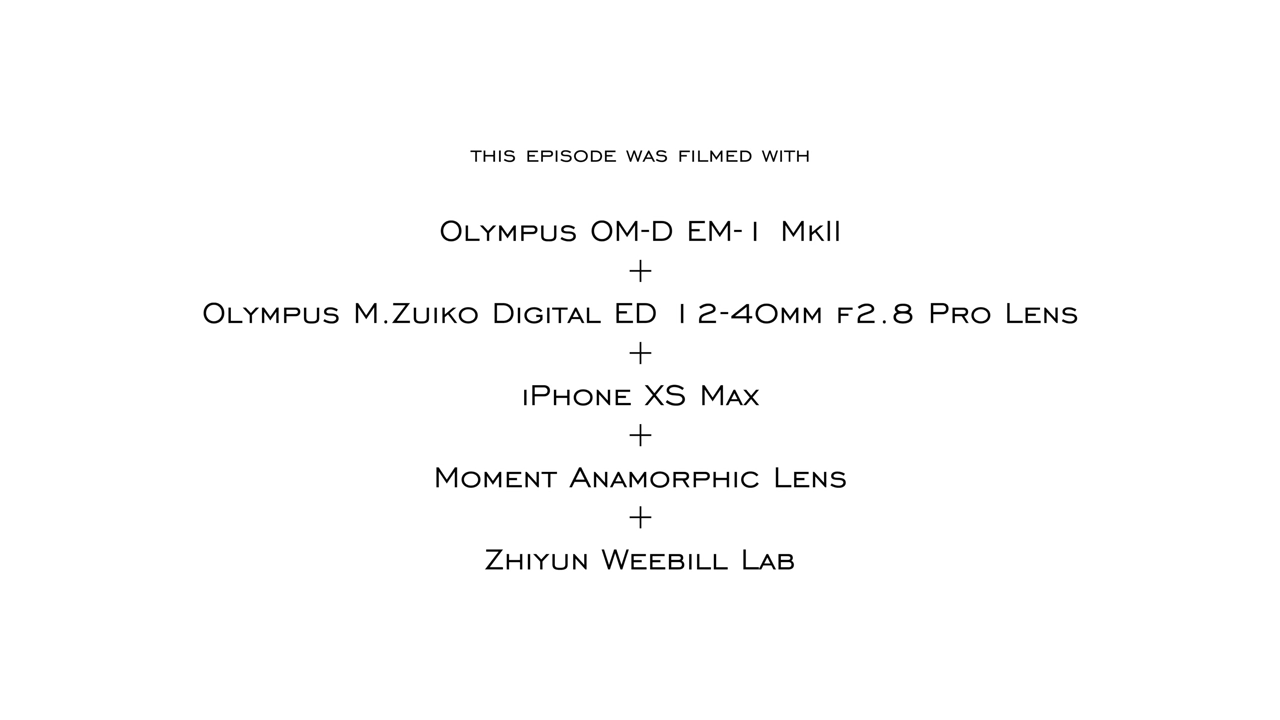 THIS EPISODE WAS FILMED WITH
OLYMPUS OM-D EM-1 MKII
+
OLYMPUS M.ZUIKO DIGITAL ED 12-40MM F2.8 PRO LENS
+
IPHONE XS MAX
+
MOMENT ANAMORPHIC LENS
+
ZHIYUN WEEBILL LAB